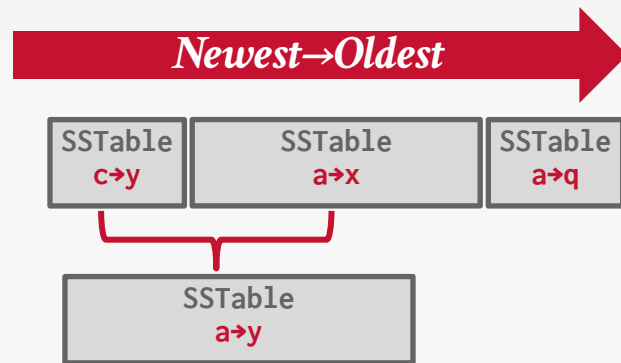 Newest→Oldest
SSTable
c→y
SSTable
a→x
SSTable
a→q
SSTable
a→y